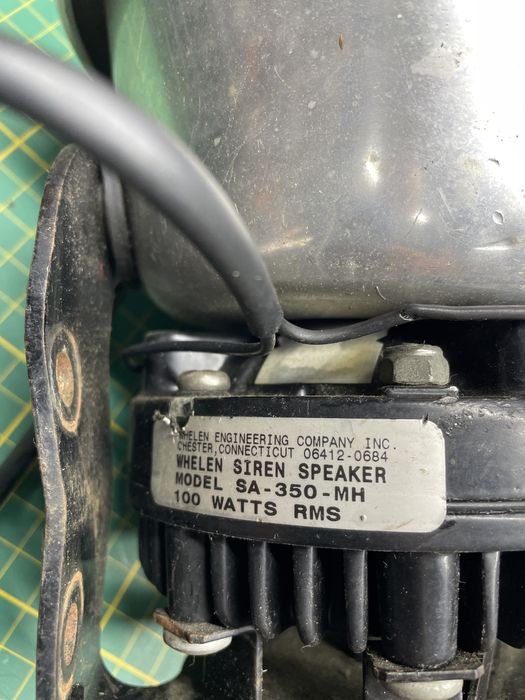 WHELEN ENGINEERING COMPANY INC.
CHESTER, CONNECTICUT 06412-0684
WHELEN SIREN SPEAKER
MODEL SA-350-MH
100 WATTS RMS